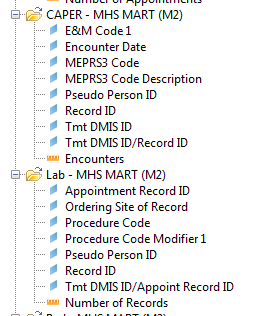 Number of Appointments
CAPER - MHS MART (M2)
E&M Code 1
Encounter Date
MEPRS3 Code
MEPRS3 Code Description
Pseudo Person ID
Record ID
Tmt DMIS ID
Tmt DMIS ID/Record ID
Encounters
Lab - MHS MART (M2)
Appointment Record ID
Ordering Site of Record
Procedure Code
Procedure Code Modifier 1
Pseudo Person ID
Record ID
Tmt DMIS ID/Appoint Record ID
Number of Records